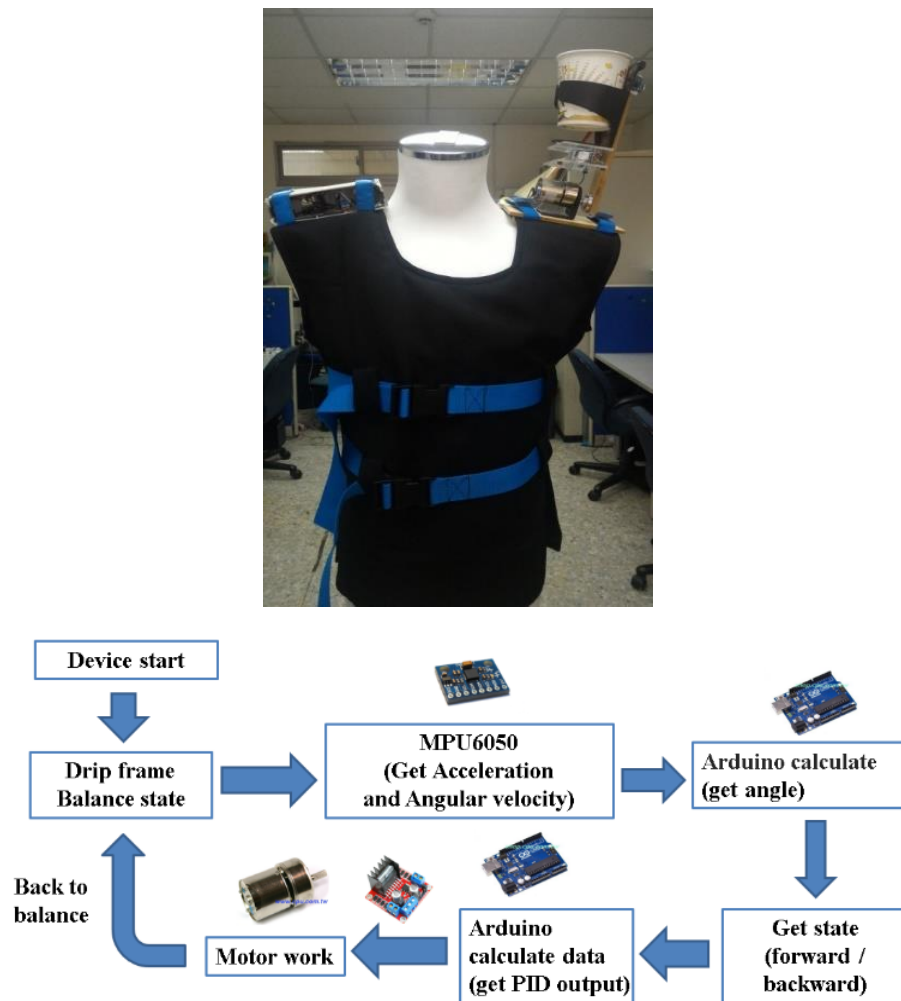 Device start
Drip frame
Balance state
MPU6050
(Get Acceleration
and Angular velocity)
Arduino calculate
(get angle)
Get state
(forward /
backward)
Arduino
calculate data
(get PID output)
Motor work
Back to
balance